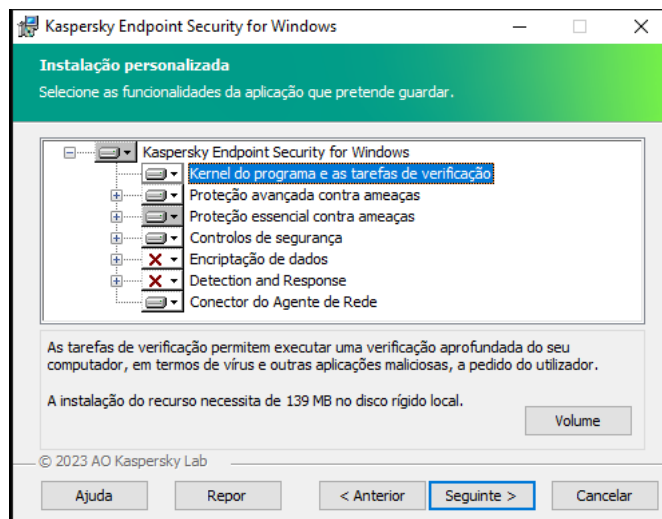 Kaspersky Endpoint Security for Windows
Instalação personalizada
Selecione as funcionalidades da aplicação que pretende guardar.
Kaspersky Endpoint Security for Windows
Kernel do programa e as tarefas de verificação
Proteção avançada contra ameaças
Proteção essencial contra ameaças
Controlos de segurança
Encriptação de dados
Detection and Response
Conector do Agente de Rede
As tarefas de verificação permitem executar uma verificação aprofundada do seu
computador, em termos de vírus e outras aplicações maliciosas, a pedido do utilizador.
A instalação do recurso necessita de 139 MB no disco rígido local.
Volume
© 2023 AO Kaspersky Lab
Ajuda Repor < Anterior Seguinte > Cancelar